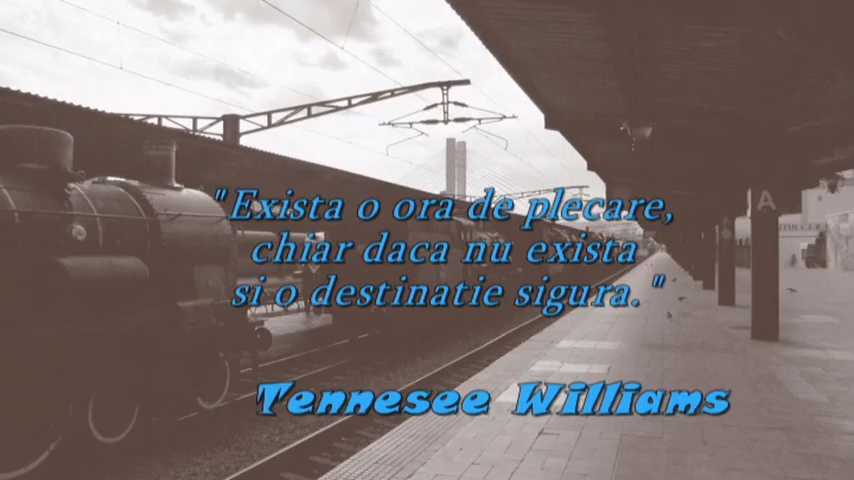 "Exista o ora de plecare,
chiar daca nu exista
si o destinatie sigura."
Tennesee Williams
A